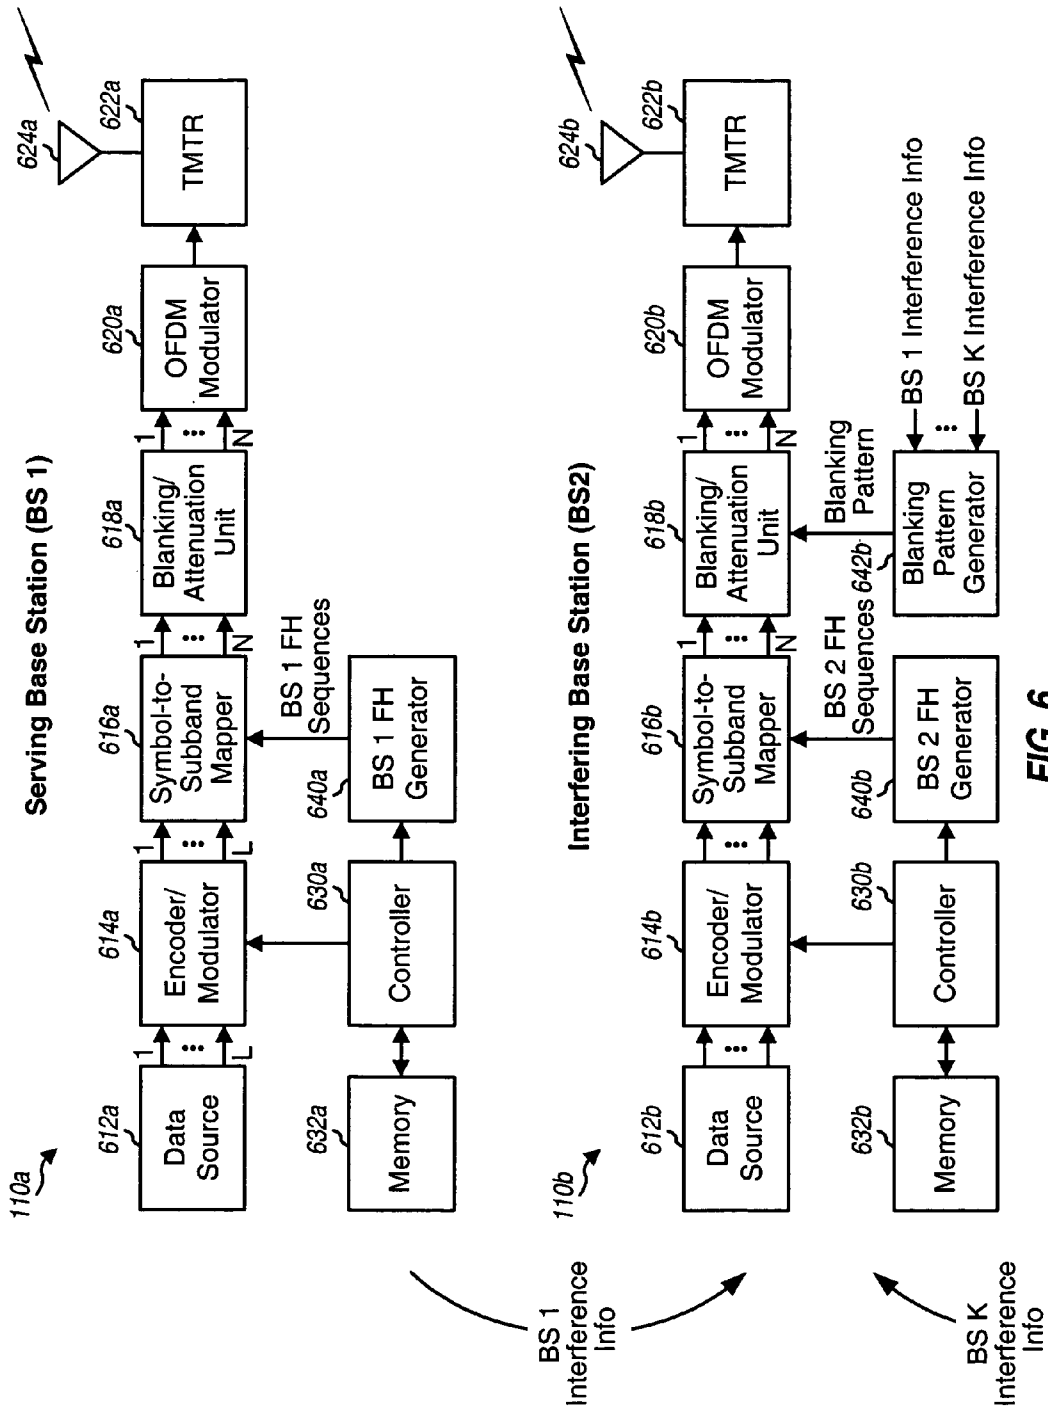 Serving Base Station (BS 1)
110a
612a
Data
Source
1
L
614a
Encoder/
Modulator
1
L
616a
Symbol-to-
Subband
Mapper
1
N
618a
Blanking/
Attenuation
Unit
1
N
620a
OFDM
Modulator
622a
TMTR
624a
632a
Memory
630a
Controller
640a
BS 1 FH
Generator
BS 1 FH
Sequences
BS 1
Interference
Info
Interfering Base Station (BS2)
110b
612b
Data
Source
614b
Encoder/
Modulator
616b
Symbol-to-
Subband
Mapper
1
N
618b
Blanking/
Attenuation
Unit
1
N
620b
OFDM
Modulator
622b
TMTR
624b
632b
Memory
630b
Controller
640b
BS 2 FH
Generator
BS 2 FH
Sequences
642b
Blanking
Pattern
Generator
Blanking
Pattern
BS 1 Interference Info
BS K Interference Info
BS K
Interference
Info
FIG. 6